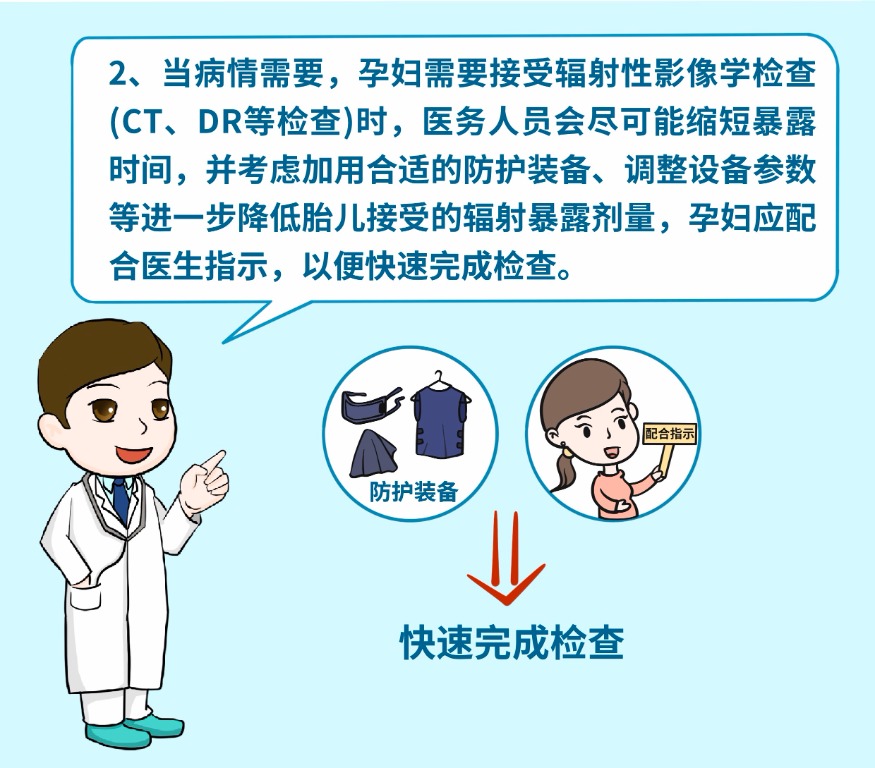 2、当病情需要，孕妇需要接受辐射性影像学检查
(CT、DR等检查)时，医务人员会尽可能缩短暴露
时间，并考虑加用合适的防护装备、调整设备参数
等进一步降低胎儿接受的辐射暴露剂量，孕妇应配
合医生指示，以便快速完成检查。
配合指示
防护装备
快速完成检查